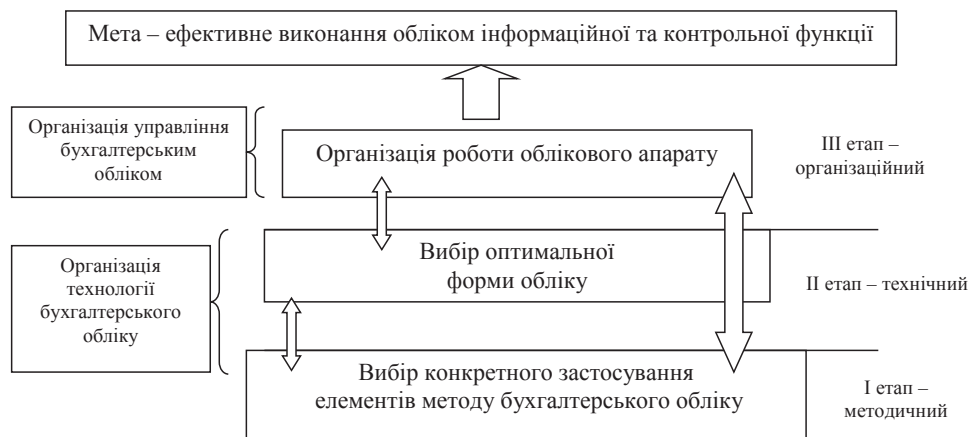 Мета – ефективне виконання обліком інформаційної та контрольної функції
Організація управління
бухгалтерським
обліком
Організація роботи облікового апарату
III етап –
організаційний
Організація
технології
бухгалтерського
обліку
Вибір оптимальної
форми обліку
II етап – технічний
Вибір конкретного застосування
елементів методу бухгалтерського обліку
I етап –
методичний